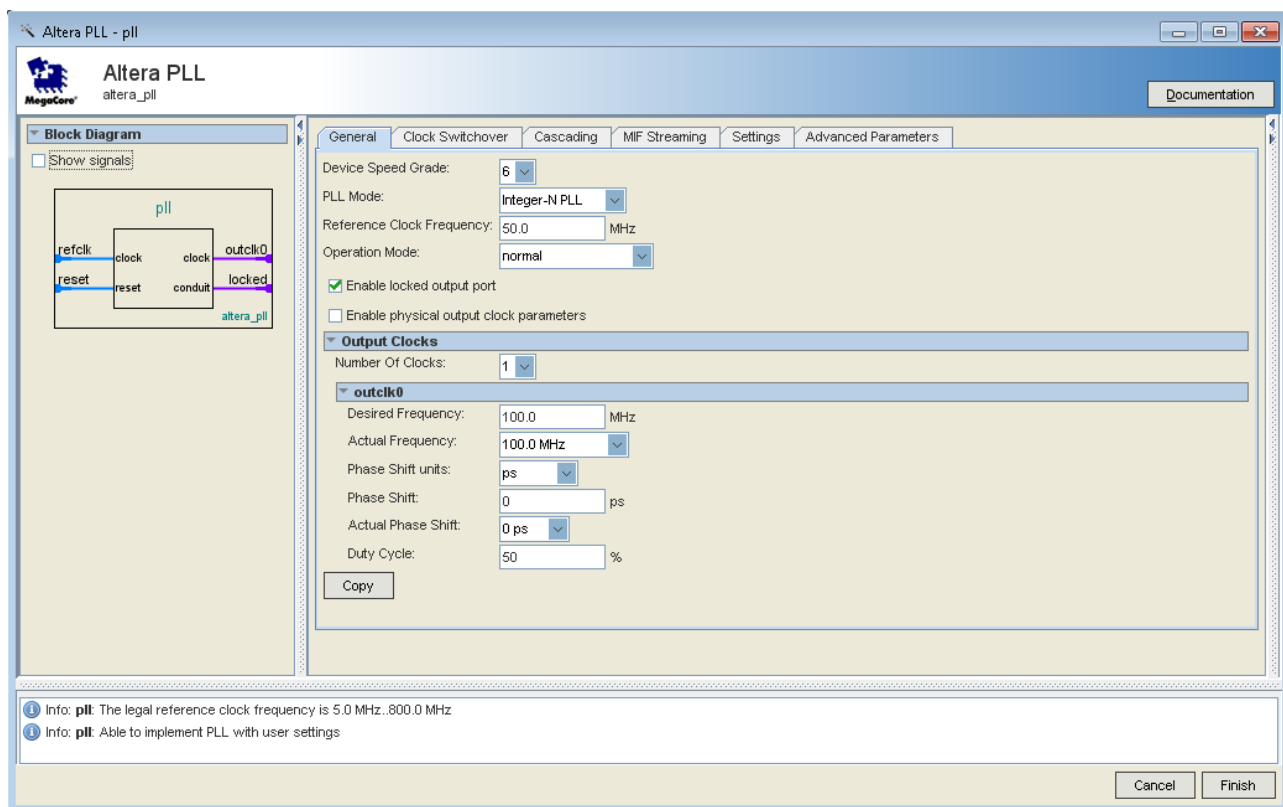 Altera PLL - pll
Altera PLL
altera_pll
MegaCore®
Documentation
Block Diagram
Show signals
pll
refclk
clock
clock
outclk0
reset
reset
conduit
locked
altera_pll
General
Clock Switchover
Cascading
MIF Streaming
Settings
Advanced Parameters
Device Speed Grade: 6
PLL Mode: Integer-N PLL
Reference Clock Frequency: 50.0 MHz
Operation Mode: normal
Enable locked output port
Enable physical output clock parameters
Output Clocks
Number Of Clocks: 1
outclk0
Desired Frequency: 100.0 MHz
Actual Frequency: 100.0 MHz
Phase Shift units: ps
Phase Shift: 0 ps
Actual Phase Shift: 0 ps
Duty Cycle: 50 %
Copy
Info: pll: The legal reference clock frequency is 5.0 MHz..800.0 MHz
Info: pll: Able to implement PLL with user settings
Cancel
Finish